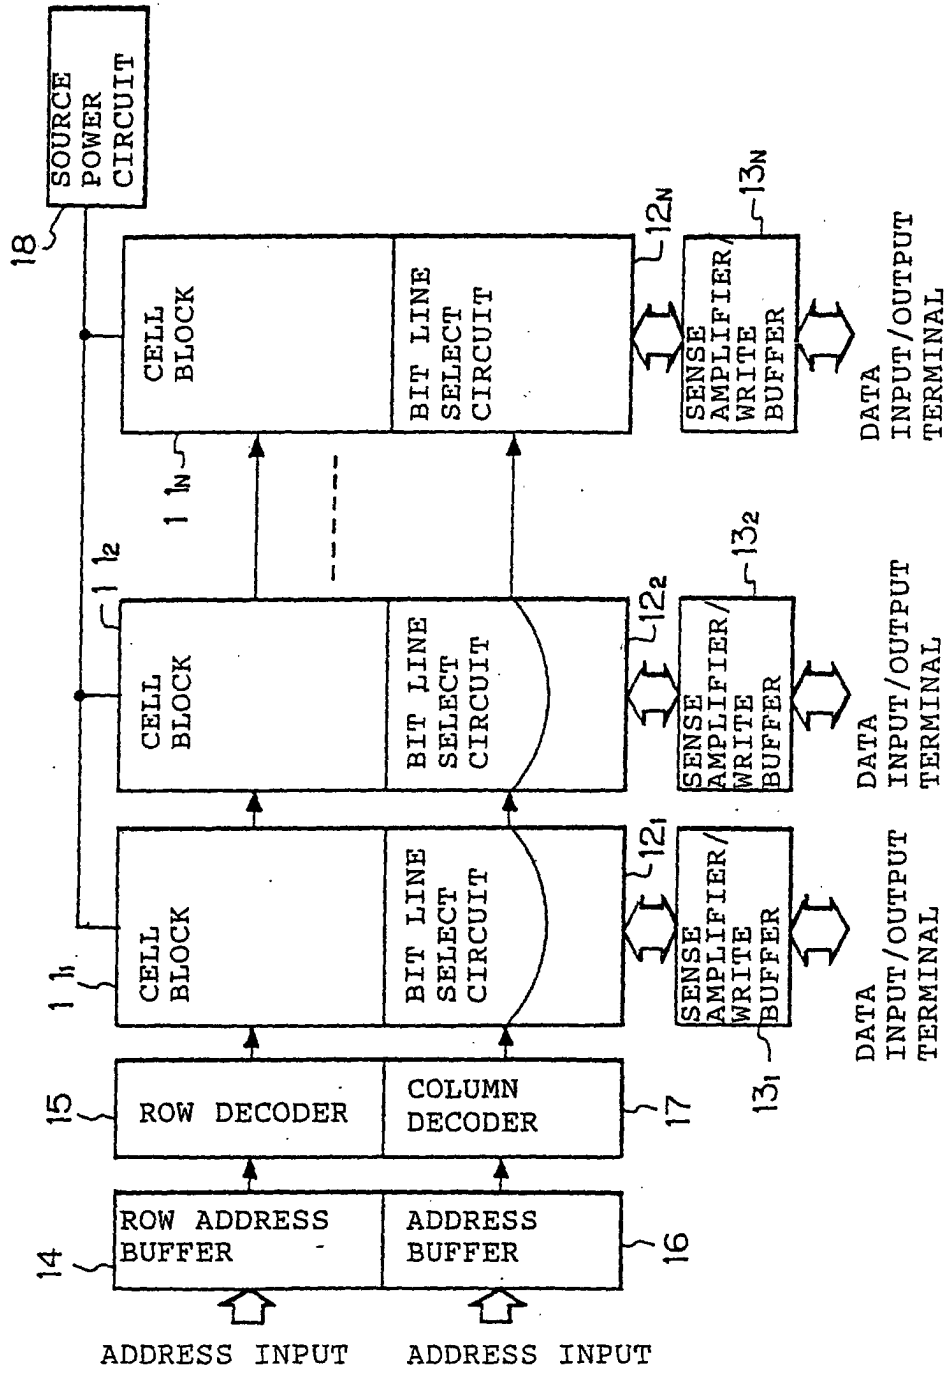 SOURCE
POWER
CIRCUIT
18
CELL
BLOCK
11N
BIT LINE
SELECT
CIRCUIT
12N
SENSE
AMPLIFIER/
WRITE
BUFFER
13N
DATA
INPUT/OUTPUT
TERMINAL
CELL
BLOCK
112
BIT LINE
SELECT
CIRCUIT
122
SENSE
AMPLIFIER/
WRITE
BUFFER
132
DATA
INPUT/OUTPUT
TERMINAL
CELL
BLOCK
111
BIT LINE
SELECT
CIRCUIT
121
SENSE
AMPLIFIER/
WRITE
BUFFER
131
DATA
INPUT/OUTPUT
TERMINAL
15
ROW DECODER
COLUMN
DECODER
17
14
ROW ADDRESS
BUFFER
ADDRESS
BUFFER
16
ADDRESS INPUT
ADDRESS INPUT